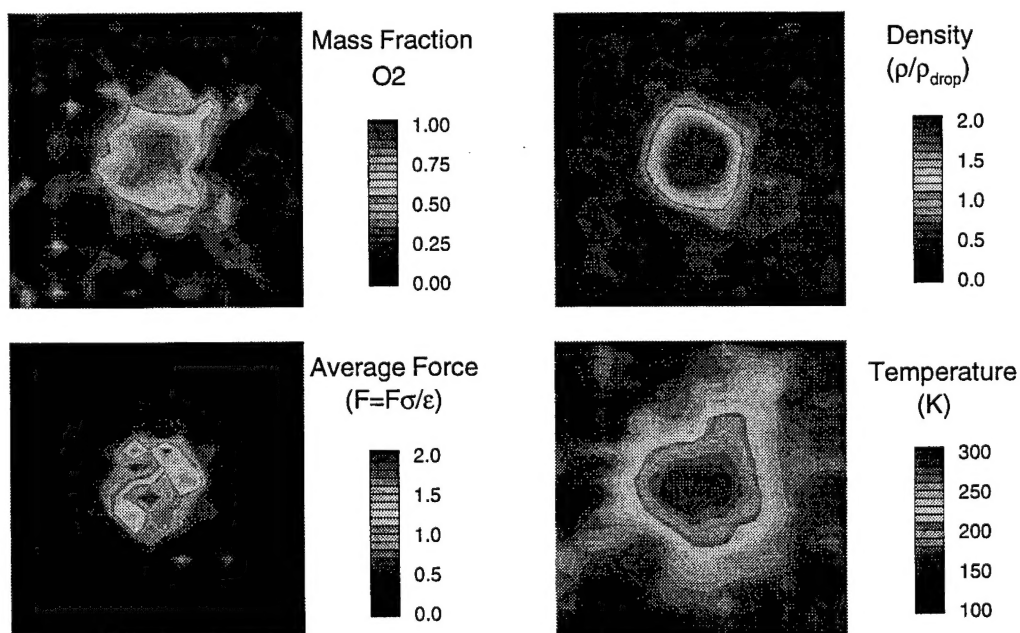 Mass Fraction
O2
1.00
0.75
0.50
0.25
0.00
Density
(ρ/ρdrop)
2.0
1.5
1.0
0.5
0.0
Average Force
(F=Fσ/ε)
2.0
1.5
1.0
0.5
0.0
Temperature
(K)
300
250
200
150
100